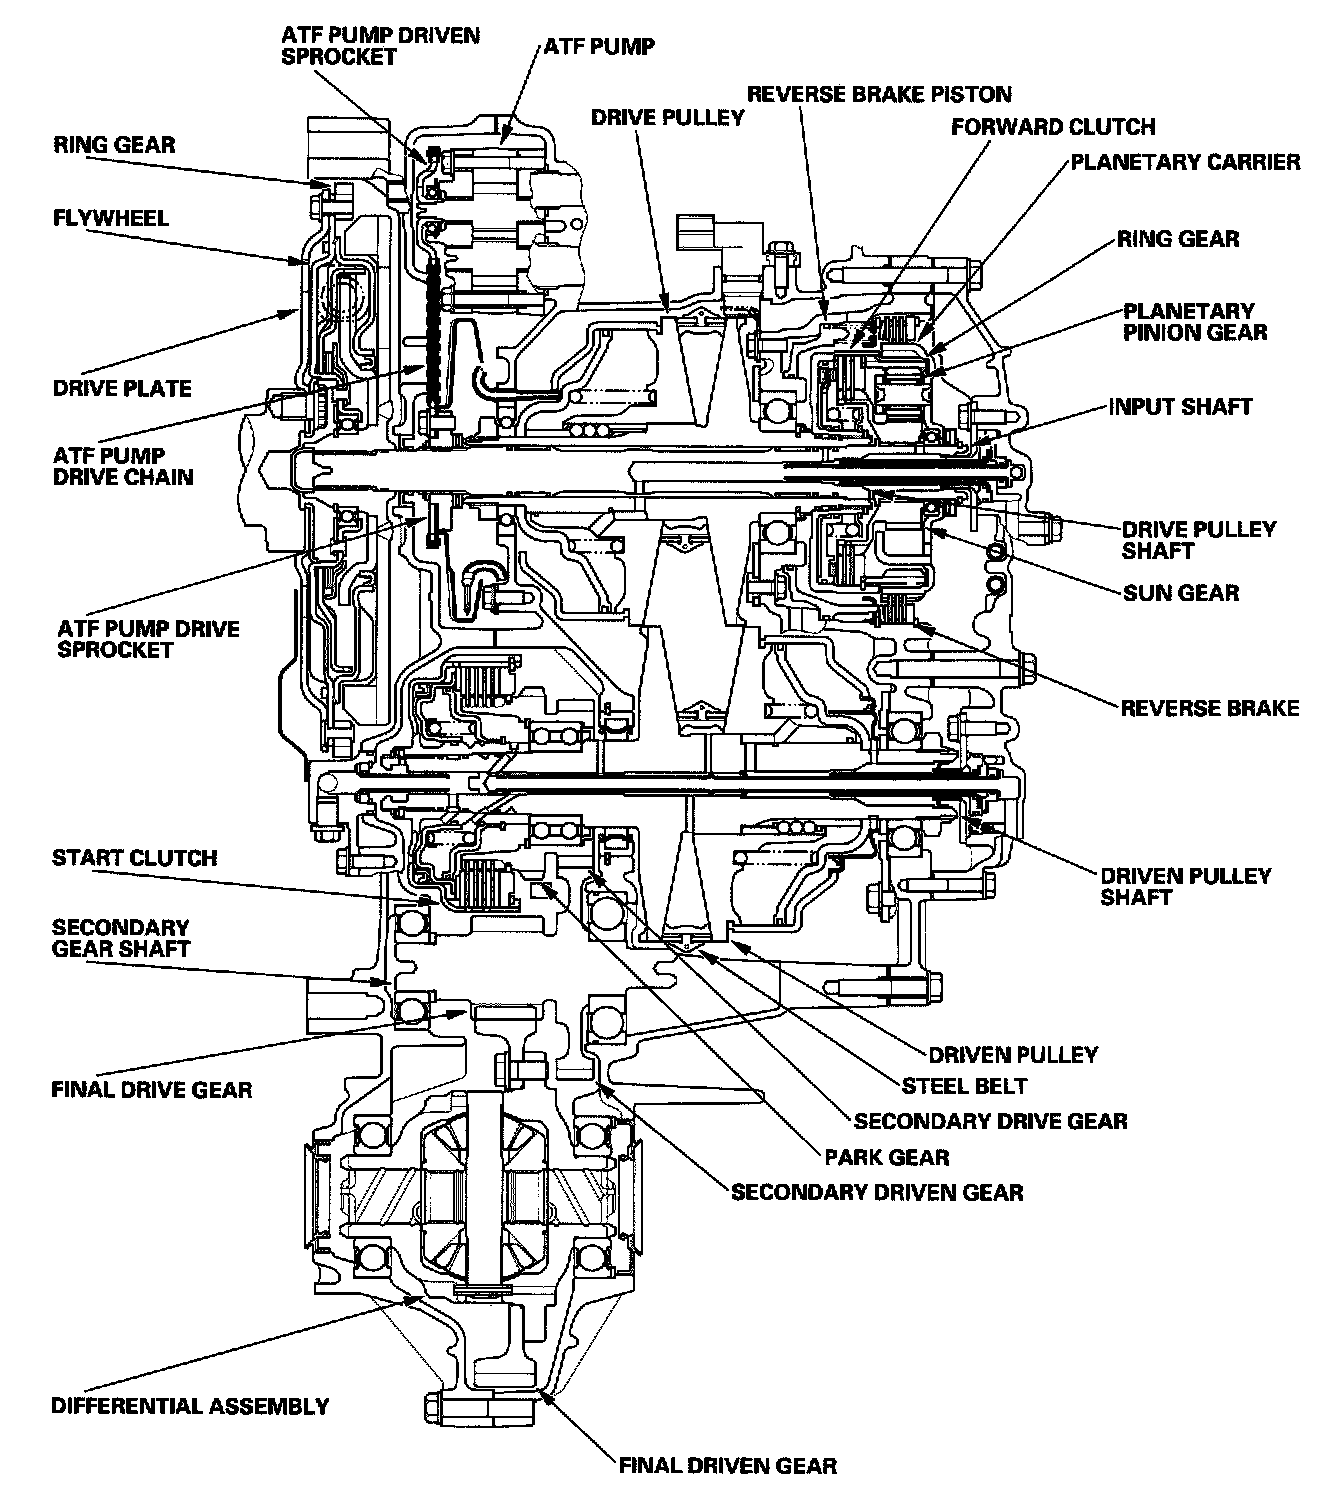 ATF PUMP DRIVEN
SPROCKET
ATF PUMP
REVERSE BRAKE PISTON
DRIVE PULLEY
FORWARD CLUTCH
RING GEAR
PLANETARY CARRIER
FLYWHEEL
RING GEAR
PLANETARY
PINION GEAR
DRIVE PLATE
INPUT SHAFT
ATF PUMP
DRIVE CHAIN
DRIVE PULLEY
SHAFT
SUN GEAR
ATF PUMP DRIVE
SPROCKET
REVERSE BRAKE
START CLUTCH
DRIVEN PULLEY
SHAFT
SECONDARY
GEAR SHAFT
DRIVEN PULLEY
FINAL DRIVE GEAR
STEEL BELT
SECONDARY DRIVE GEAR
PARK GEAR
SECONDARY DRIVEN GEAR
DIFFERENTIAL ASSEMBLY
FINAL DRIVEN GEAR